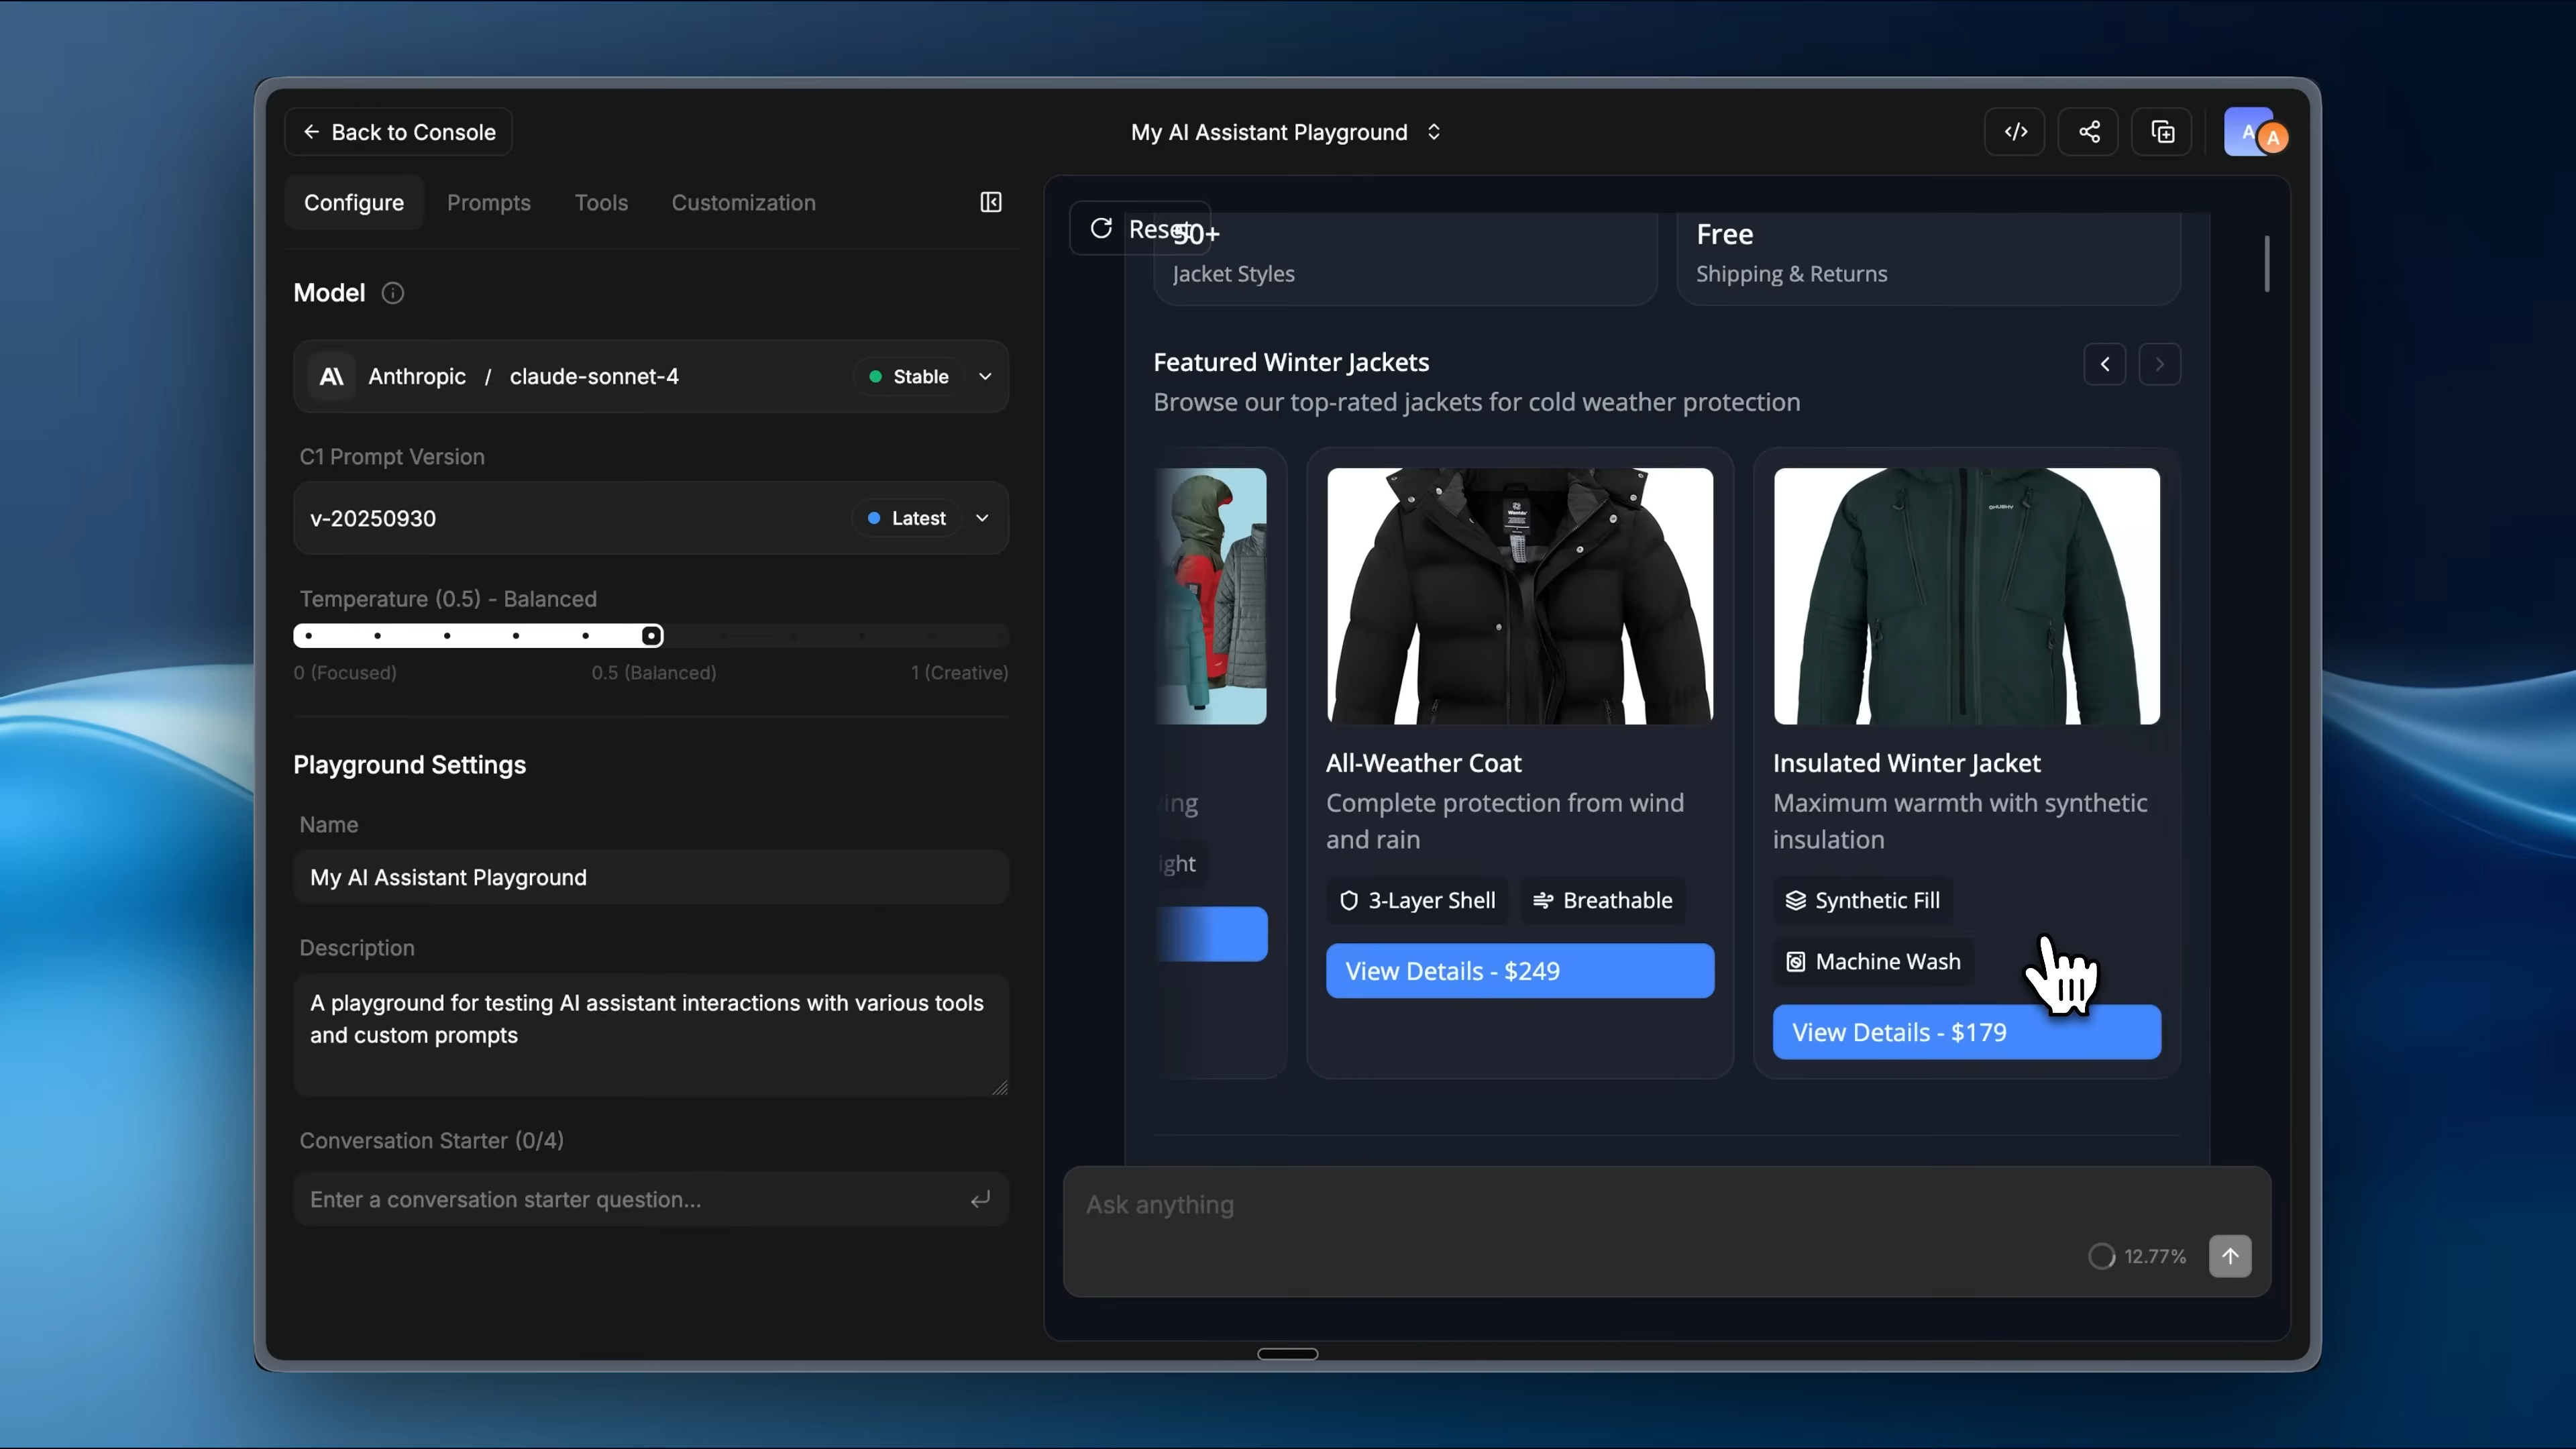 Back to Console
My AI Assistant Playground
A
A
Configure
Prompts
Tools
Customization
Model
Anthropic / claude-sonnet-4
Stable
C1 Prompt Version
v-20250930
Latest
Temperature (0.5) - Balanced
0 (Focused)
0.5 (Balanced)
1 (Creative)
Playground Settings
Name
My AI Assistant Playground
Description
A playground for testing AI assistant interactions with various tools
and custom prompts
Conversation Starter (0/4)
Enter a conversation starter question...
Reset
50+
Jacket Styles
Free
Shipping & Returns
Featured Winter Jackets
Browse our top-rated jackets for cold weather protection
All-Weather Coat
Complete protection from wind
and rain
3-Layer Shell
Breathable
View Details - $249
Insulated Winter Jacket
Maximum warmth with synthetic
insulation
Synthetic Fill
Machine Wash
View Details - $179
Ask anything
12.77%